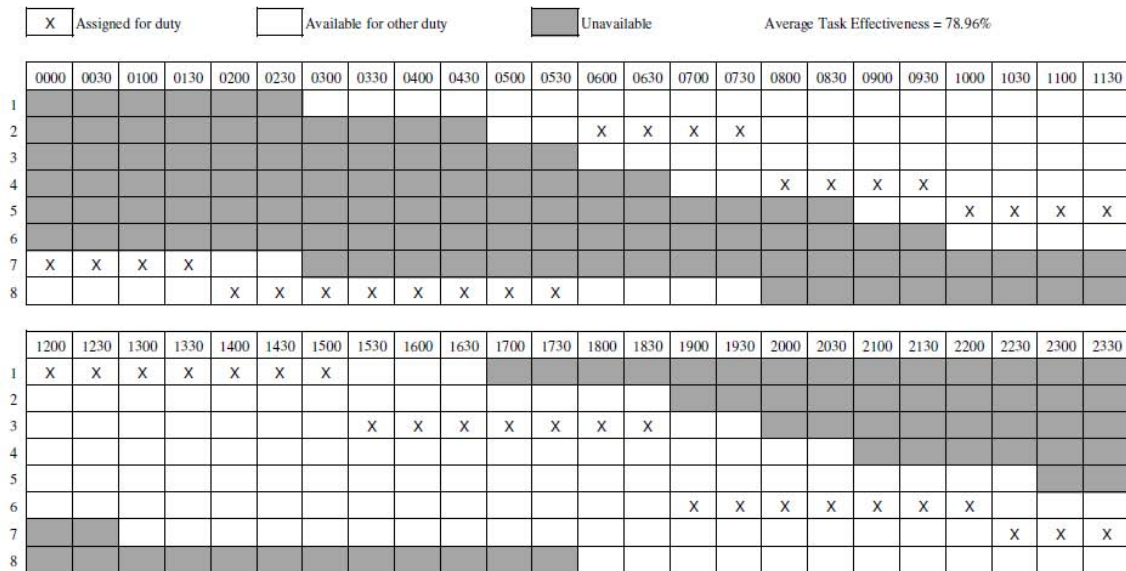 X Assigned for duty Available for other duty Unavailable Average Task Effectiveness = 78.96%
0000 0030 0100 0130 0200 0230 0300 0330 0400 0430 0500 0530 0600 0630 0700 0730 0800 0830 0900 0930 1000 1030 1100 1130
1
2 X X X X
3
4 X X X X
5 X X X X
6
7 X X X X
8 X X X X X X X X
1200 1230 1300 1330 1400 1430 1500 1530 1600 1630 1700 1730 1800 1830 1900 1930 2000 2030 2100 2130 2200 2230 2300 2330
1 X X X X X X X
2
3 X X X X X X X
4
5
6 X X X X X X X
7 X X X
8